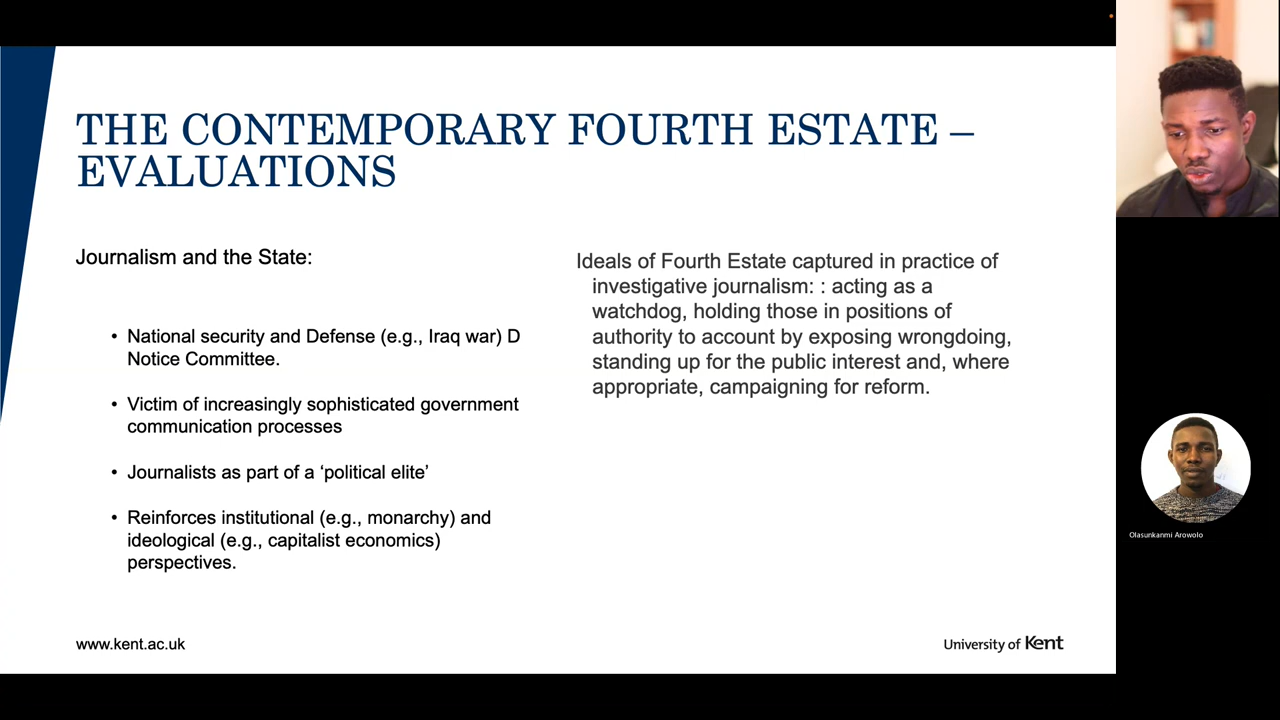 THE CONTEMPORARY FOURTH ESTATE –
EVALUATIONS
Journalism and the State:
• National security and Defense (e.g., Iraq war) D
Notice Committee.
• Victim of increasingly sophisticated government
communication processes
• Journalists as part of a ‘political elite’
• Reinforces institutional (e.g., monarchy) and
ideological (e.g., capitalist economics)
perspectives.
Ideals of Fourth Estate captured in practice of
investigative journalism: : acting as a
watchdog, holding those in positions of
authority to account by exposing wrongdoing,
standing up for the public interest and, where
appropriate, campaigning for reform.
www.kent.ac.uk
University of Kent
Olasunkanmi Arowolo